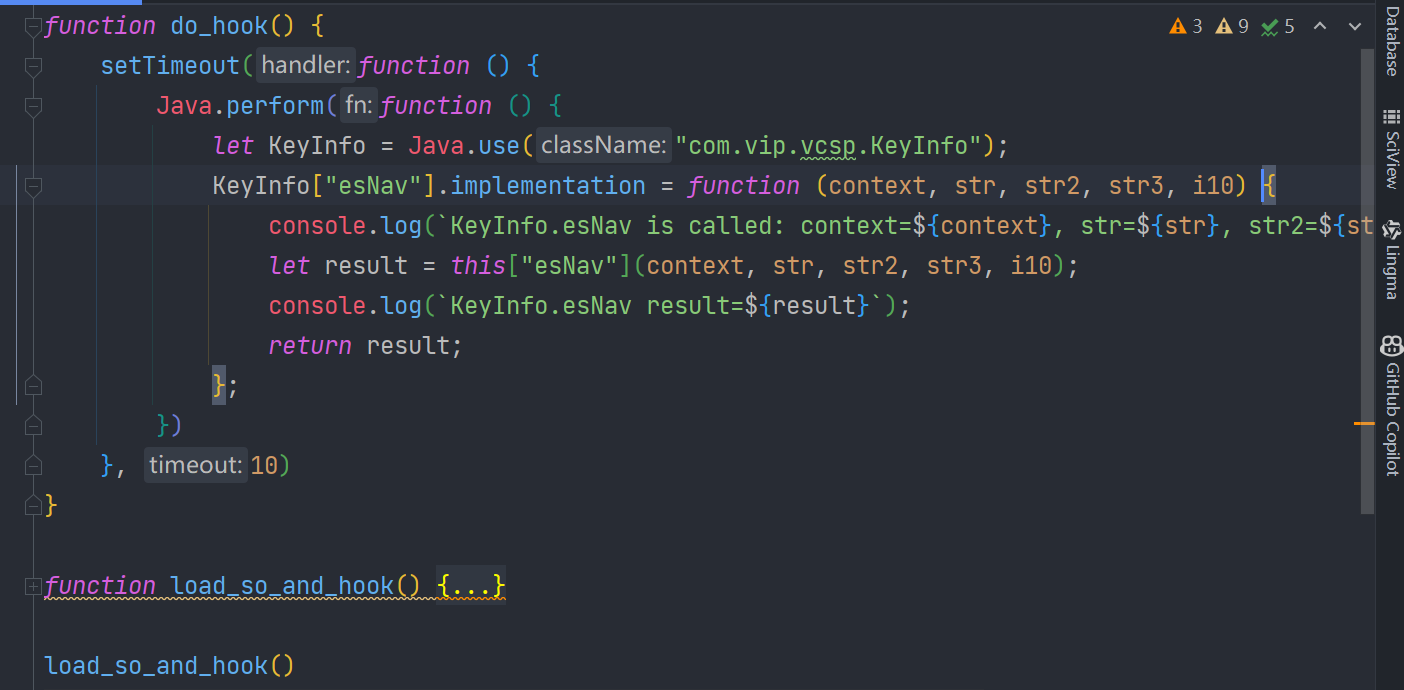 function do_hook() {
3 9 5
setTimeout( handler: function () {
Java.perform( fn: function () {
let KeyInfo = Java.use( className: "com.vip.vcsp.KeyInfo");
KeyInfo["esNav"].implementation = function (context, str, str2, str3, i10) {
console.log(`KeyInfo.esNav is called: context=${context}, str=${str}, str2=${st
let result = this["esNav"](context, str, str2, str3, i10);
console.log(`KeyInfo.esNav result=${result}`);
return result;
};
})
}, timeout: 10)
}
function load_so_and_hook() {...}
load_so_and_hook()
Database
SciView
Lingma
GitHub Copilot